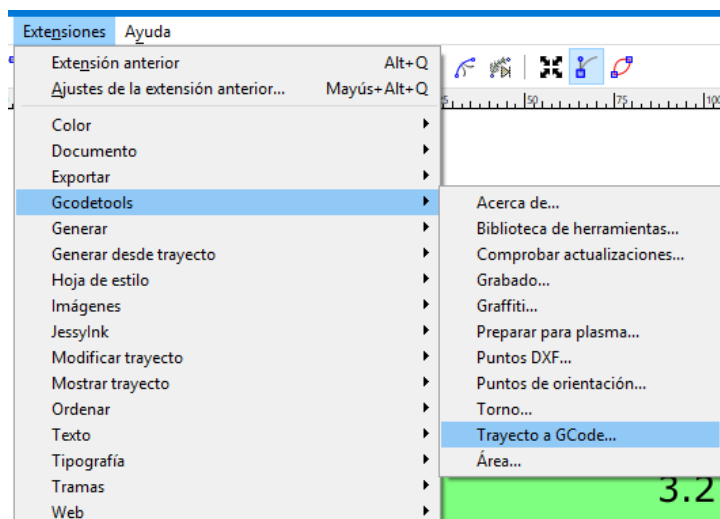 Extensiones Ayuda
Extensión anterior Alt+Q
Ajustes de la extensión anterior... Mayús+Alt+Q
50 75 100
Color
Documento
Exportar
Gcodetools
Acerca de...
Generar
Biblioteca de herramientas...
Generar desde trayecto
Comprobar actualizaciones...
Hoja de estilo
Grabado...
Imágenes
Graffiti...
JessyInk
Preparar para plasma...
Modificar trayecto
Puntos DXF...
Mostrar trayecto
Puntos de orientación...
Ordenar
Torno...
Texto
Trayecto a GCode...
Tipografía
Área...
Tramas
3.2
Web